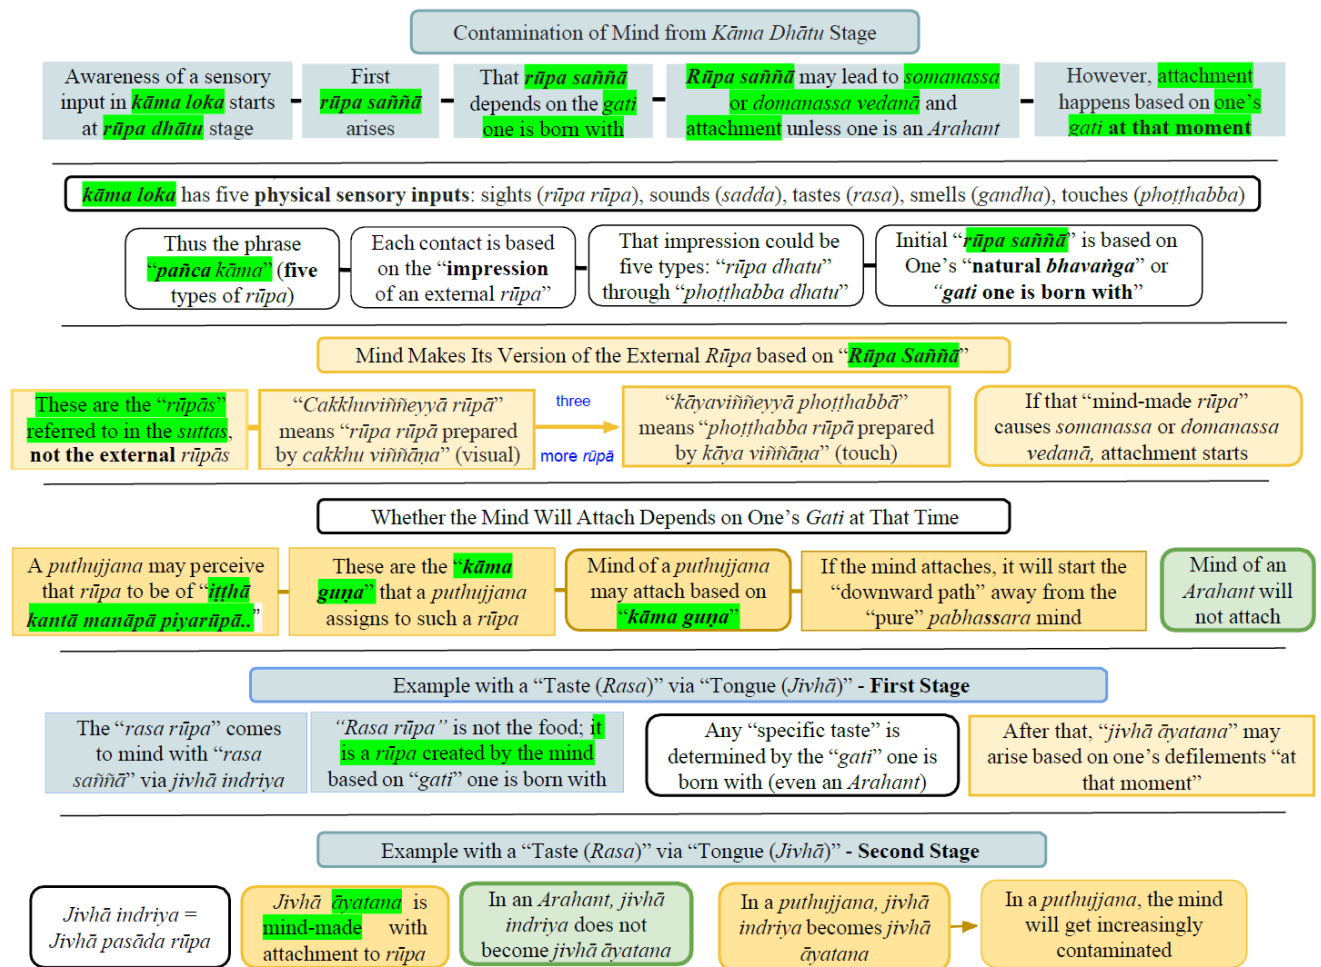 Contamination of Mind from Kāma Dhātu Stage
Awareness of a sensory
input in kāma loka starts
at rūpa dhātu stage
First
rūpa saññā
arises
That rūpa saññā
depends on the gati
one is born with
Rūpa saññā may lead to somanassa
or domanassa vedanā and
attachment unless one is an Arahant
However, attachment
happens based on one’s
gati at that moment
kāma loka has five physical sensory inputs: sights (rūpa rūpa), sounds (sadda), tastes (rasa), smells (gandha), touches (phoṭṭhabba)
Thus the phrase
“pañca kāma” (five
types of rūpa)
Each contact is based
on the “impression
of an external rūpa”
That impression could be
five types: “rūpa dhatu”
through “phoṭṭhabba dhatu”
Initial “rūpa saññā” is based on
One’s “natural bhavaṅga” or
“gati one is born with”
Mind Makes Its Version of the External Rūpa based on “Rūpa Saññā”
These are the “rūpās”
referred to in the suttas,
not the external rūpās
“Cakkhuviññeyyā rūpā”
means “rūpa rūpā prepared
by cakkhu viññāṇa” (visual)
three
more rūpā
“kāyaviññeyyā phoṭṭhabbā”
means “phoṭṭhabba rūpā prepared
by kāya viññāṇa” (touch)
If that “mind-made rūpa”
causes somanassa or domanassa
vedanā, attachment starts
Whether the Mind Will Attach Depends on One’s Gati at That Time
A puthujjana may perceive
that rūpa to be of “iṭṭhā
kantā manāpā piyarūpā..”
These are the “kāma
guṇa” that a puthujjana
assigns to such a rūpa
Mind of a puthujjana
may attach based on
“kāma guṇa”
If the mind attaches, it will start the
“downward path” away from the
“pure” pabhassara mind
Mind of an
Arahant will
not attach
Example with a “Taste (Rasa)” via “Tongue (Jivhā)” - First Stage
The “rasa rūpa” comes
to mind with “rasa
saññā” via jivhā indriya
“Rasa rūpa” is not the food; it
is a rūpa created by the mind
based on “gati” one is born with
Any “specific taste” is
determined by the “gati” one is
born with (even an Arahant)
After that, “jivhā āyatana” may
arise based on one’s defilements “at
that moment”
Example with a “Taste (Rasa)” via “Tongue (Jivhā)” - Second Stage
Jivhā indriya =
Jivhā pasāda rūpa
Jivhā āyatana is
mind-made with
attachment to rūpa
In an Arahant, jivhā
indriya does not
become jivhā āyatana
In a puthujjana, jivhā
indriya becomes jivhā
āyatana
In a puthujjana, the mind
will get increasingly
contaminated